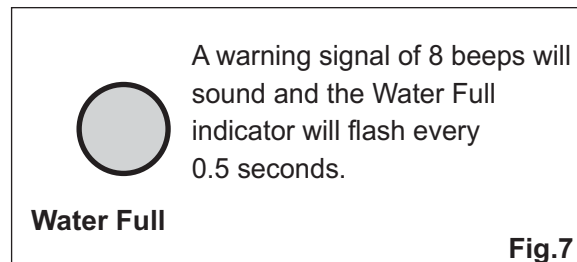 A warning signal of 8 beeps will
sound and the Water Full
indicator will flash every
0.5 seconds.
Water Full
Fig.7